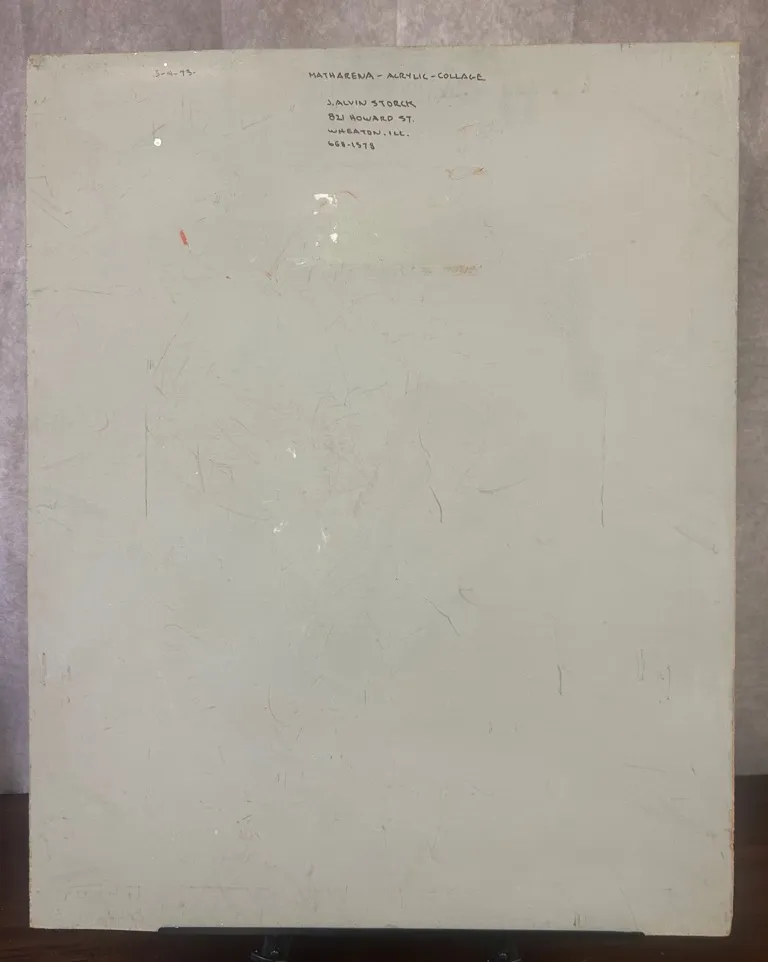 3-4-73.
MATHARENA - ACRYLIC - COLLAGE
J. ALVIN STORCK
821 HOWARD ST.
WHEATON, ILL.
668-1578